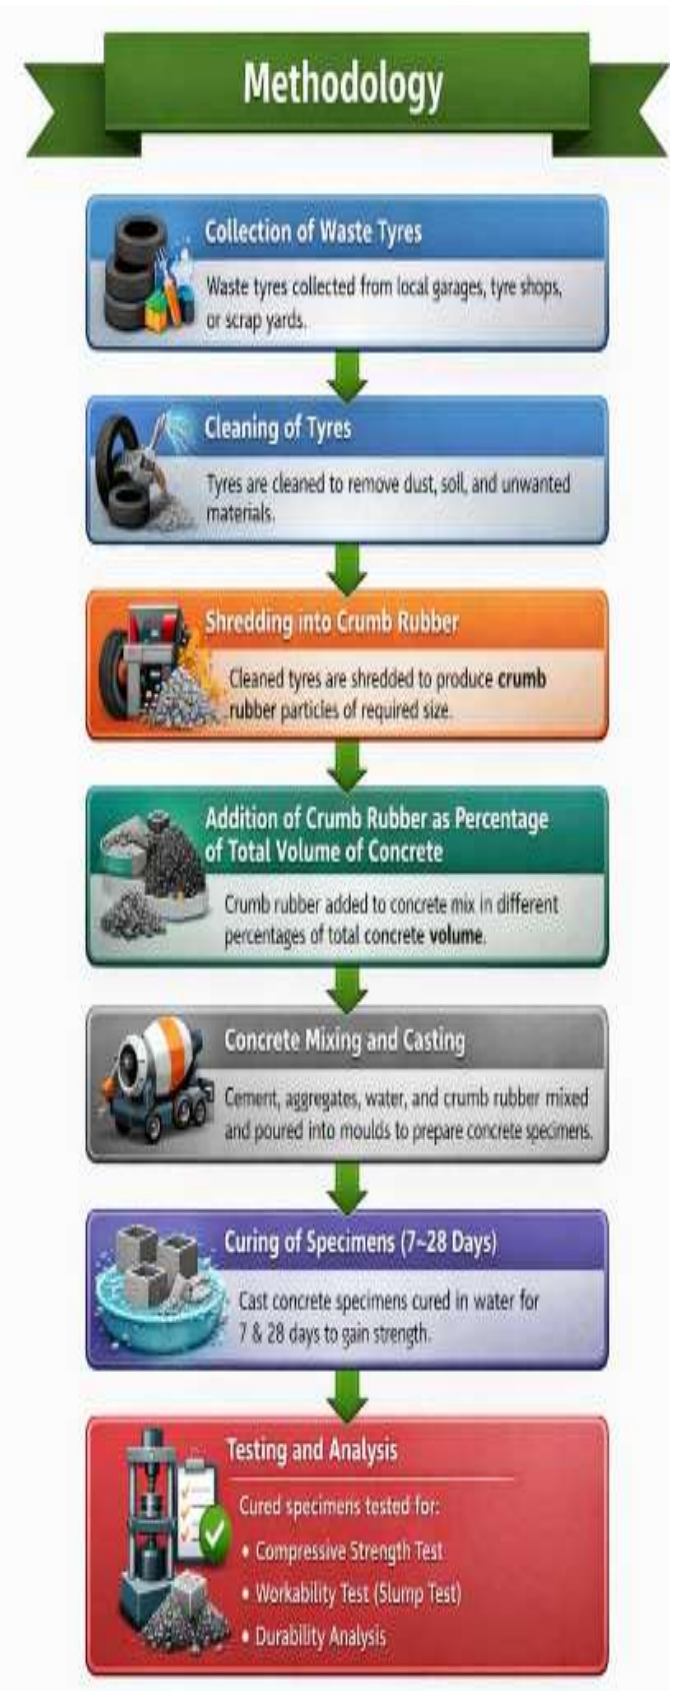 Methodology
Collection of Waste Tyres
Waste tyres collected from local garages, tyre shops,
or scrap yards.
Cleaning of Tyres
Tyres are cleaned to remove dust, soil, and unwanted
materials.
Shredding into Crumb Rubber
Cleaned tyres are shredded to produce crumb
rubber particles of required size.
Addition of Crumb Rubber as Percentage
of Total Volume of Concrete
Crumb rubber added to concrete mix in different
percentages of total concrete volume.
Concrete Mixing and Casting
Cement, aggregates, water, and crumb rubber mixed
and poured into moulds to prepare concrete specimens.
Curing of Specimens (7~28 Days)
Cast concrete specimens cured in water for
7 & 28 days to gain strength.
Testing and Analysis
Cured specimens tested for:
• Compressive Strength Test
• Workability Test (Slump Test)
• Durability Analysis